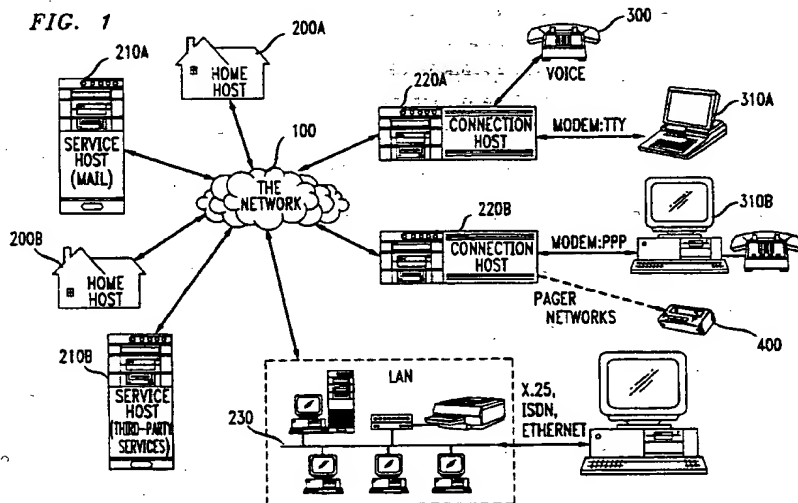 FIG. 1
210A
200A
HOME
HOST
300
VOICE
220A
CONNECTION
HOST
MODEM:TTY
310A
SERVICE
HOST
(MAIL)
100
THE
NETWORK
220B
CONNECTION
HOST
MODEM:PPP
310B
200B
HOME
HOST
PAGER
NETWORKS
400
210B
SERVICE
HOST
(THIRD-PARTY
SERVICES)
LAN
230
X.25,
ISDN,
ETHERNET